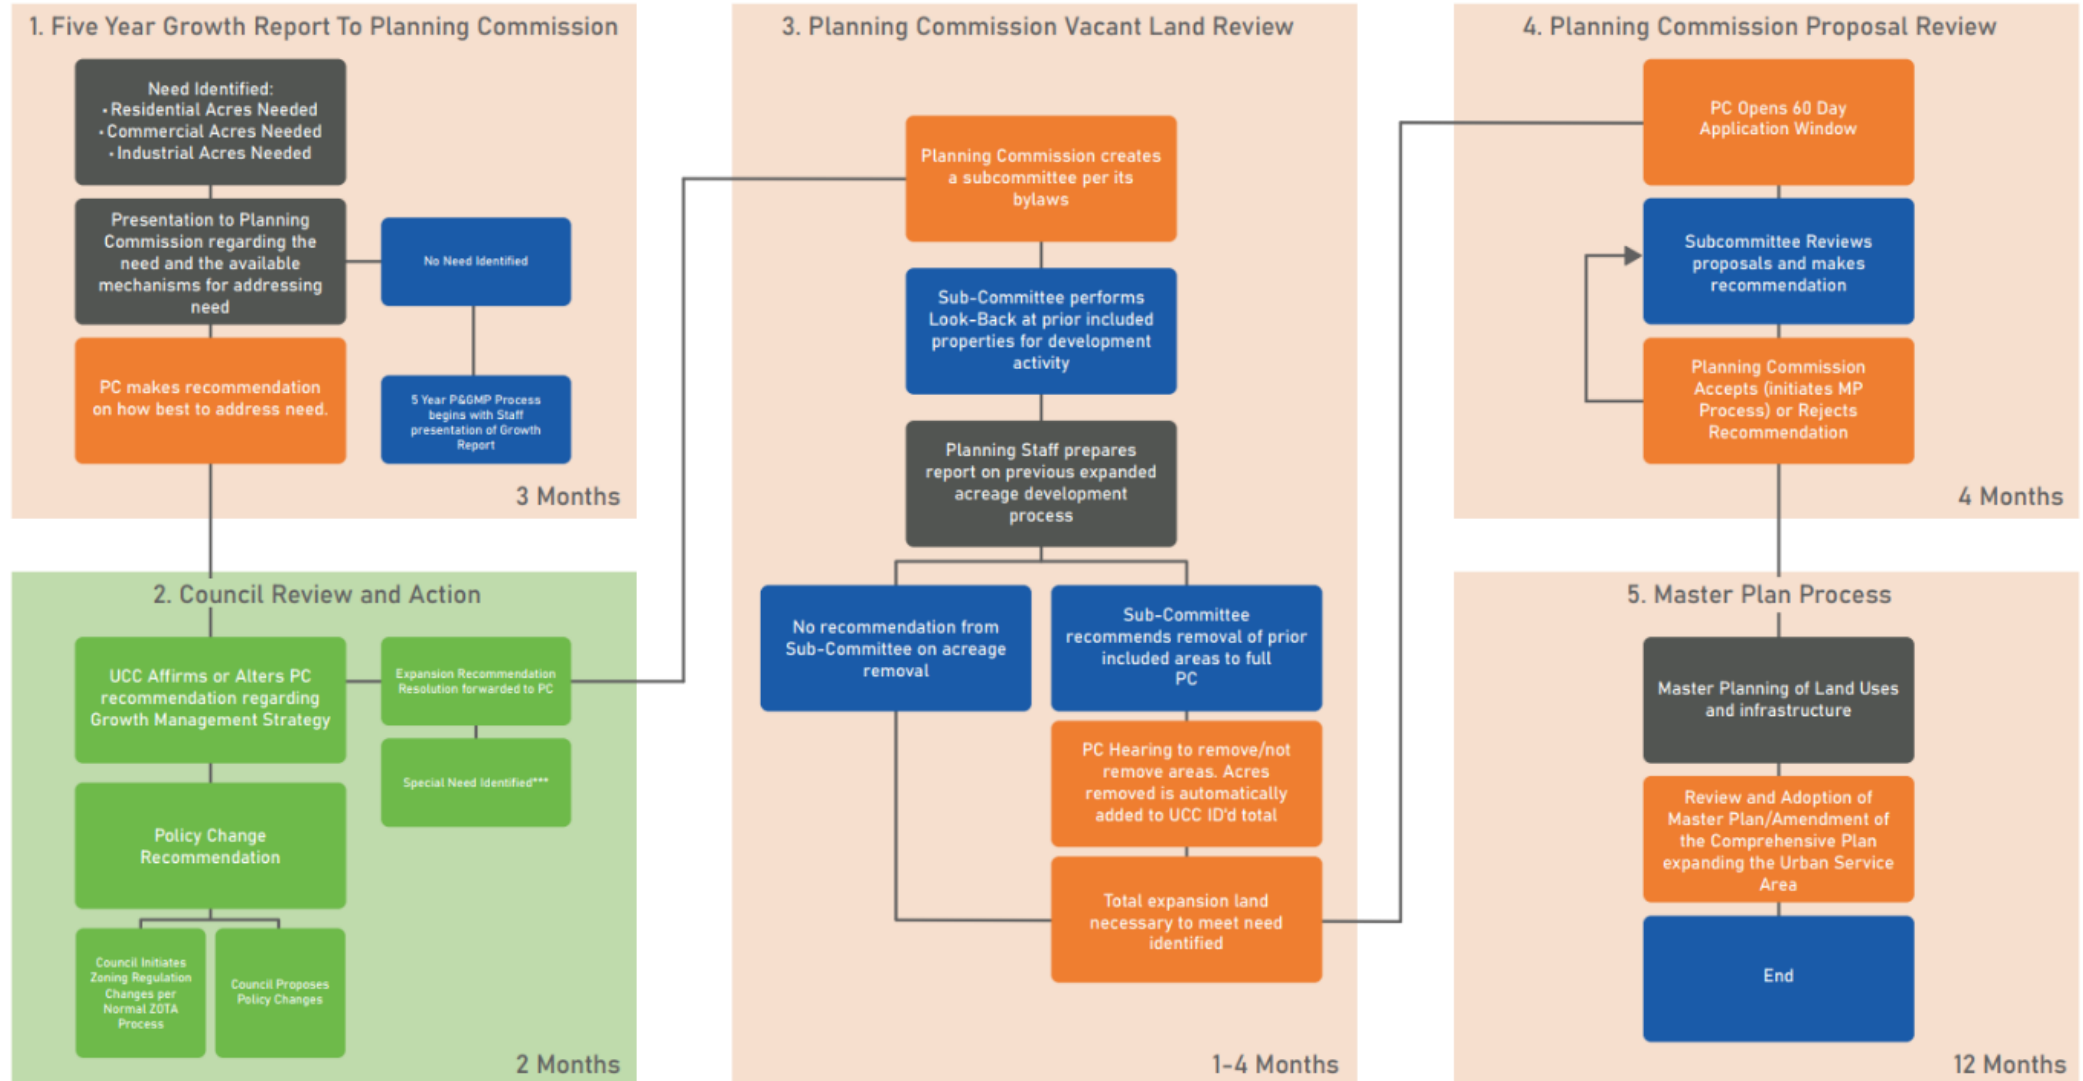 1. Five Year Growth Report To Planning Commission
Need Identified:
• Residential Acres Needed
• Commercial Acres Needed
• Industrial Acres Needed
Presentation to Planning
Commission regarding the
need and the available
mechanisms for addressing
need
No Need Identified
PC makes recommendation
on how best to address need.
5 Year P&GMP Process
begins with Staff
presentation of Growth
Report
3 Months
2. Council Review and Action
UCC Affirms or Alters PC
recommendation regarding
Growth Management Strategy
Expansion Recommendation
Resolution forwarded to PC
Special Need Identified***
Policy Change
Recommendation
Council Initiates
Zoning Regulation
Changes per
Normal ZOTA
Process
Council Proposes
Policy Changes
2 Months
3. Planning Commission Vacant Land Review
Planning Commission creates
a subcommittee per its
bylaws
Sub-Committee performs
Look-Back at prior included
properties for development
activity
Planning Staff prepares
report on previous expanded
acreage development
process
No recommendation from
Sub-Committee on acreage
removal
Sub-Committee
recommends removal of prior
included areas to full
PC
PC Hearing to remove/not
remove areas. Acres
removed is automatically
added to UCC ID'd total
Total expansion land
necessary to meet need
identified
1-4 Months
4. Planning Commission Proposal Review
PC Opens 60 Day
Application Window
Subcommittee Reviews
proposals and makes
recommendation
Planning Commission
Accepts (initiates MP
Process) or Rejects
Recommendation
4 Months
5. Master Plan Process
Master Planning of Land Uses
and infrastructure
Review and Adoption of
Master Plan/Amendment of
the Comprehensive Plan
expanding the Urban Service
Area
End
12 Months